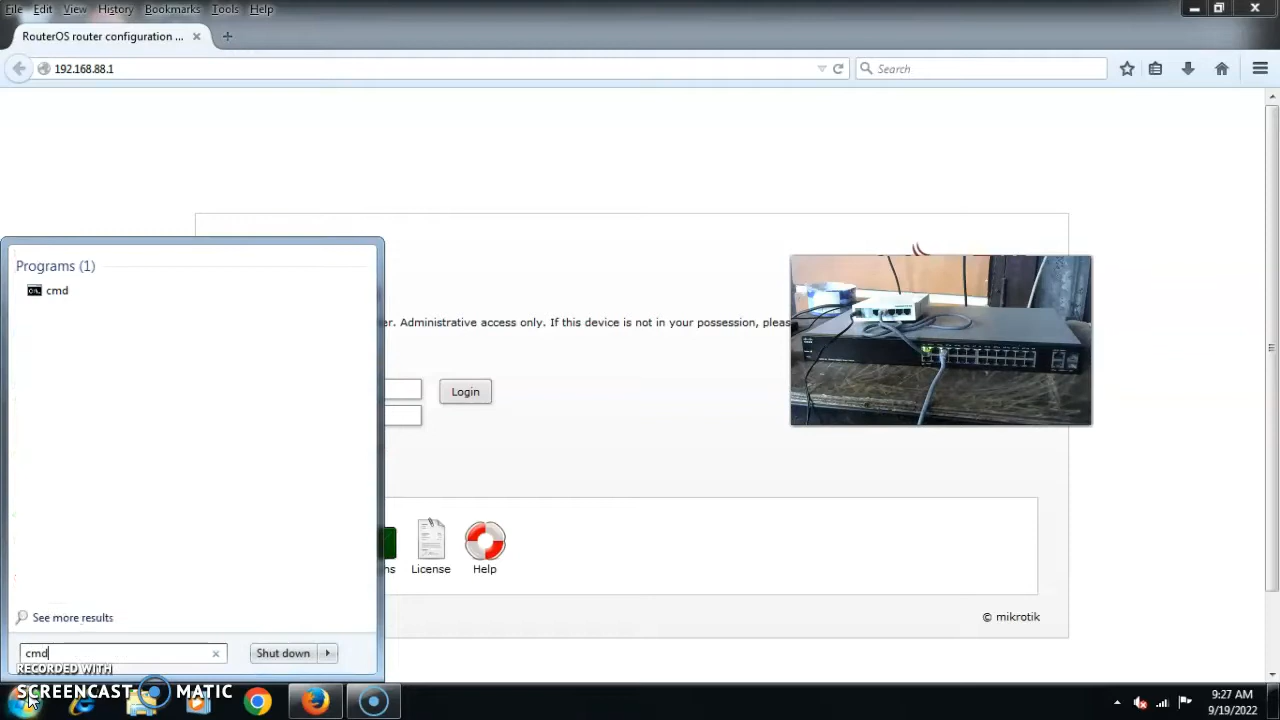 File Edit View History Bookmarks Tools Help
RouterOS router configuration ...
192.168.88.1
Search
Programs (1)
cmd
er. Administrative access only. If this device is not in your possession, pleas
Login
ns
License
Help
See more results
© mikrotik
cmd
Shut down
RECORDED WITH
SCREENCAST MATIC
9:27 AM
9/19/2022